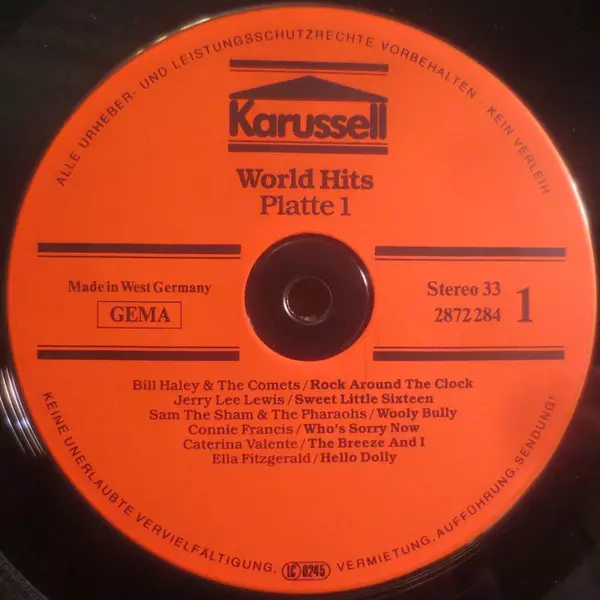 ALLE URHEBER- UND LEISTUNGSSCHUTZRECHTE VORBEHALTEN · KEIN VERLEIH
Karussell
World Hits
Platte 1
Made in West Germany
GEMA
Stereo 33
2872 284
1
Bill Haley & The Comets / Rock Around The Clock
Jerry Lee Lewis / Sweet Little Sixteen
Sam The Sham & The Pharaohs / Wooly Bully
Connie Francis / Who's Sorry Now
Caterina Valente / The Breeze And I
Ella Fitzgerald / Hello Dolly
KEINE UNERLAUBTE VERVIELFÄLTIGUNG, VERMIETUNG, AUFFÜHRUNG, SENDUNG!
LC 0245